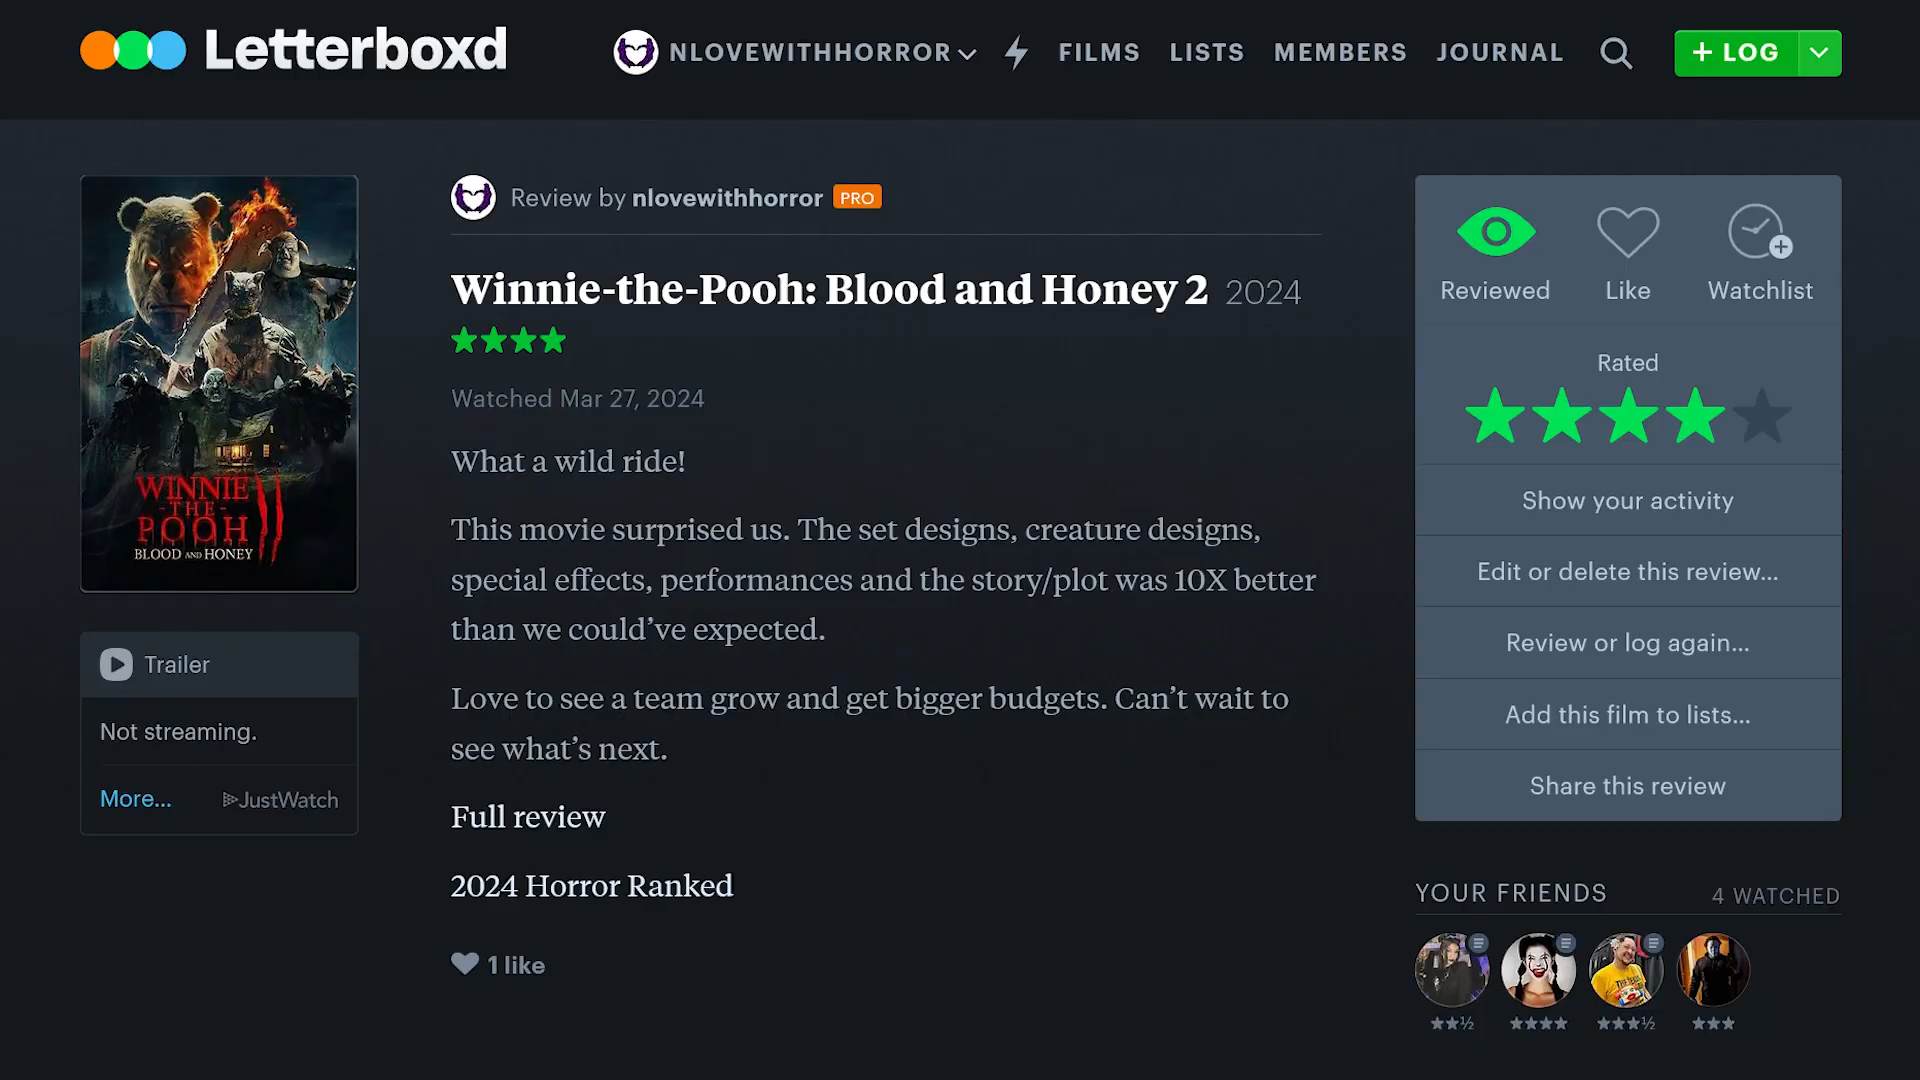 Letterboxd
NLOVEWITHHORROR
FILMS
LISTS
MEMBERS
JOURNAL
+ LOG
WINNIE
-THE-
POOH
BLOOD AND HONEY
Trailer
Not streaming.
More...
JustWatch
Review by nlovewithhorror PRO
Winnie-the-Pooh: Blood and Honey 2 2024
★★★★
Watched Mar 27, 2024
What a wild ride!
This movie surprised us. The set designs, creature designs,
special effects, performances and the story/plot was 10X better
than we could’ve expected.
Love to see a team grow and get bigger budgets. Can’t wait to
see what’s next.
Full review
2024 Horror Ranked
1 like
Reviewed
Like
Watchlist
Rated
Show your activity
Edit or delete this review...
Review or log again...
Add this film to lists...
Share this review
YOUR FRIENDS
4 WATCHED
★★½
★★★★
★★★½
★★★